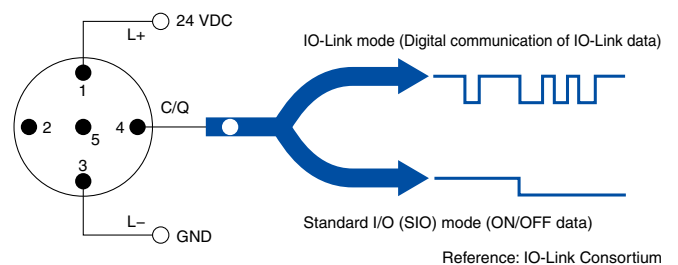 24 VDC
L+
IO-Link mode (Digital communication of IO-Link data)
1
C/Q
2
5
4
3
L−
GND
Standard I/O (SIO) mode (ON/OFF data)
Reference: IO-Link Consortium